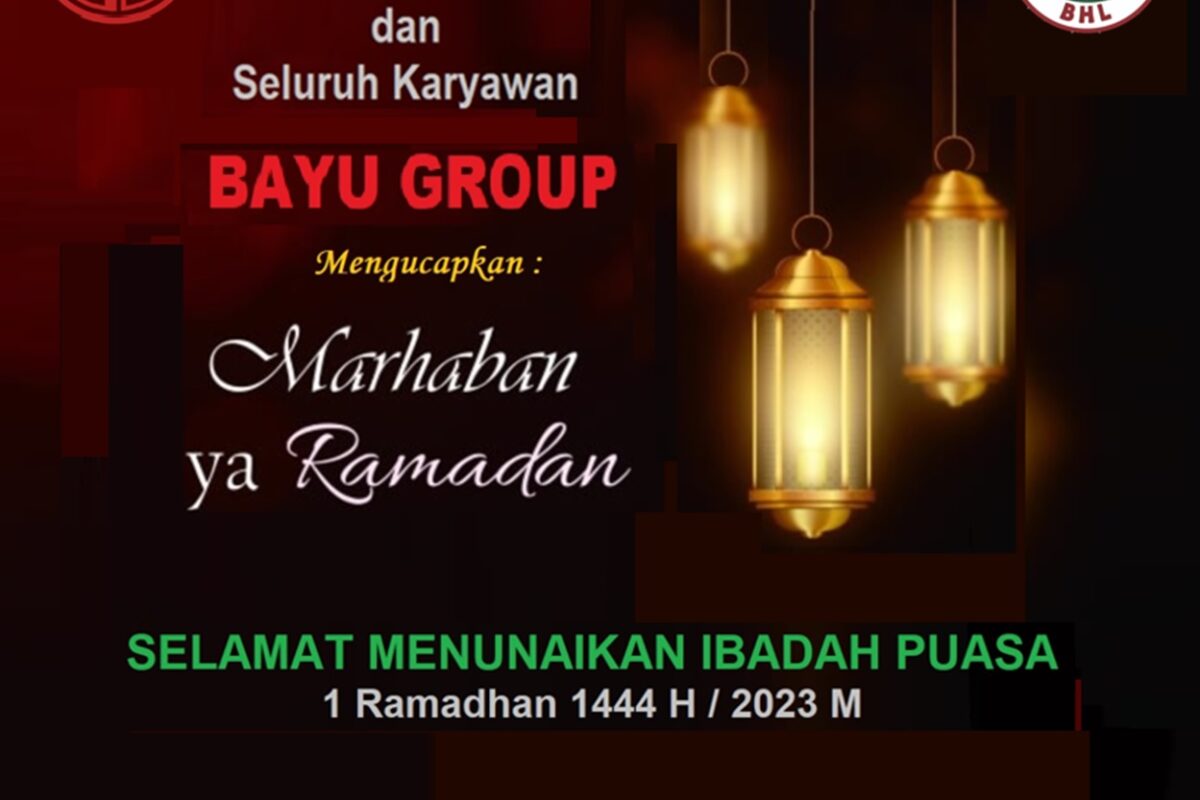 BHL
dan
Seluruh Karyawan
BAYU GROUP
Mengucapkan :
Marhaban
ya Ramadan
SELAMAT MENUNAIKAN IBADAH PUASA
1 Ramadhan 1444 H / 2023 M